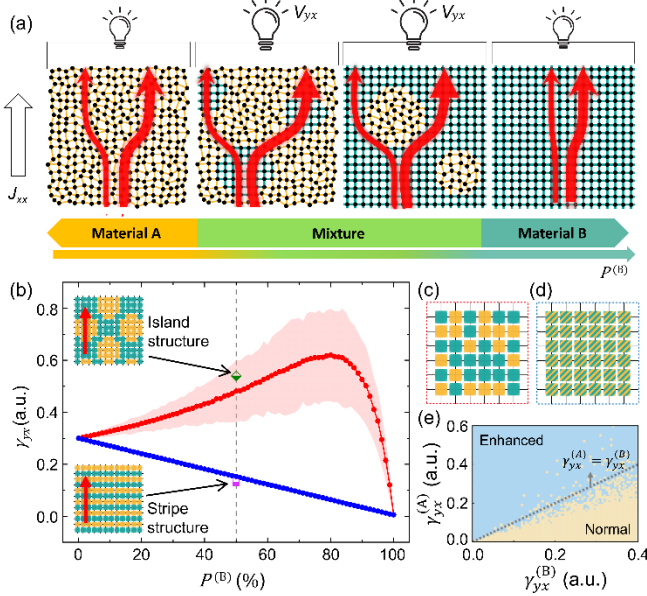 (a)
V_yx
V_yx
J_xx
Material A
Mixture
Material B
P^(B)
(b)
(c)
(d)
0.8
0.6
0.4
0.2
0.0
γ_yx (a.u.)
Island
structure
Stripe
structure
0
20
40
60
80
100
P^(B) (%)
(e)
0.6
0.4
0.2
0.0
γ_yx^(A) (a.u.)
Enhanced
γ_yx^(A) = γ_yx^(B)
Normal
0.0
0.2
0.4
γ_yx^(B) (a.u.)